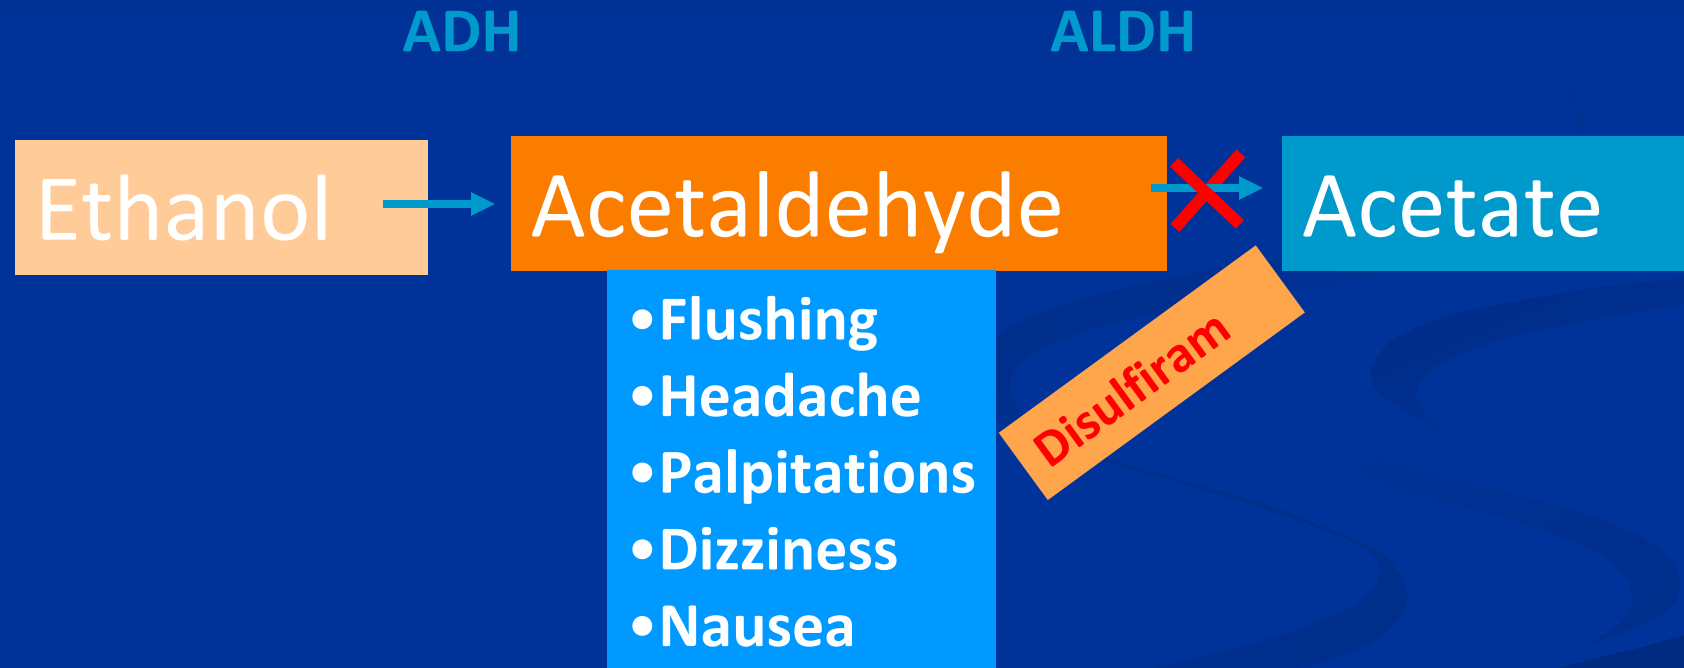 ADH
ALDH
Ethanol
Acetaldehyde
Acetate
•Flushing
•Headache
•Palpitations
•Dizziness
•Nausea
Disulfiram